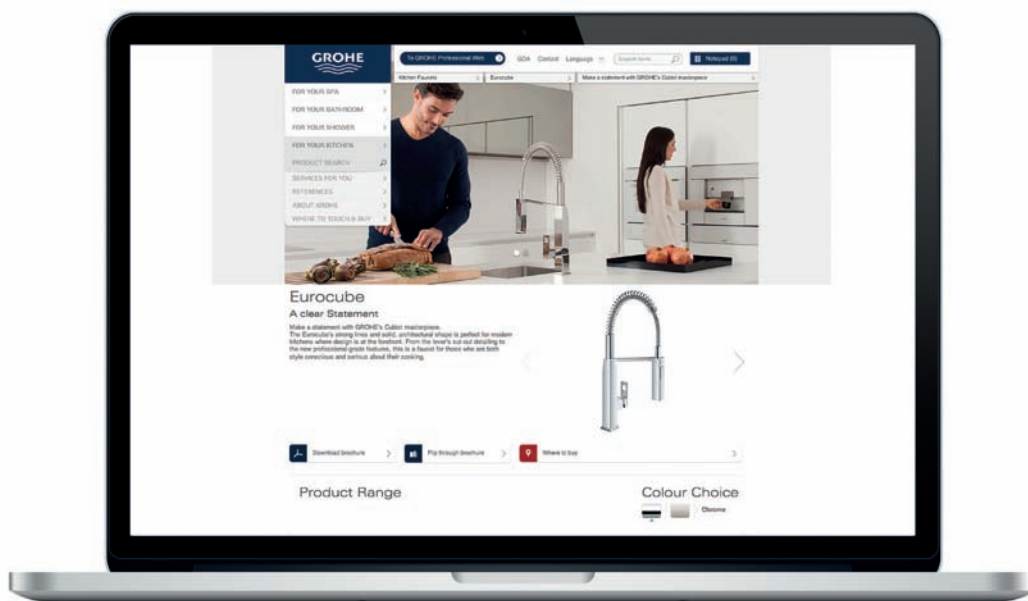 GROHE
To GROHE Professional Web
GDA Contact Language
Notepad (0)
Kitchen Faucets
Eurocube
Make a statement with GROHE's Cubist masterpiece
FOR YOUR SPA
FOR YOUR BATHROOM
FOR YOUR SHOWER
FOR YOUR KITCHEN
PRODUCT SEARCH
SERVICES FOR YOU
REFERENCES
ABOUT GROHE
WHERE TO TOUCH & BUY
Eurocube
A clear Statement
Make a statement with GROHE's Cubist masterpiece.
The Eurocube's strong lines and solid, architectural shape is perfect for modern
kitchens where design is at the forefront. From the lever's cut-out detailing to
the new professional-grade features, this is a faucet for those who are both
style conscious and serious about their cooking.
Download brochure
Flip through brochure
Where to buy
Product Range
Colour Choice
Chrome